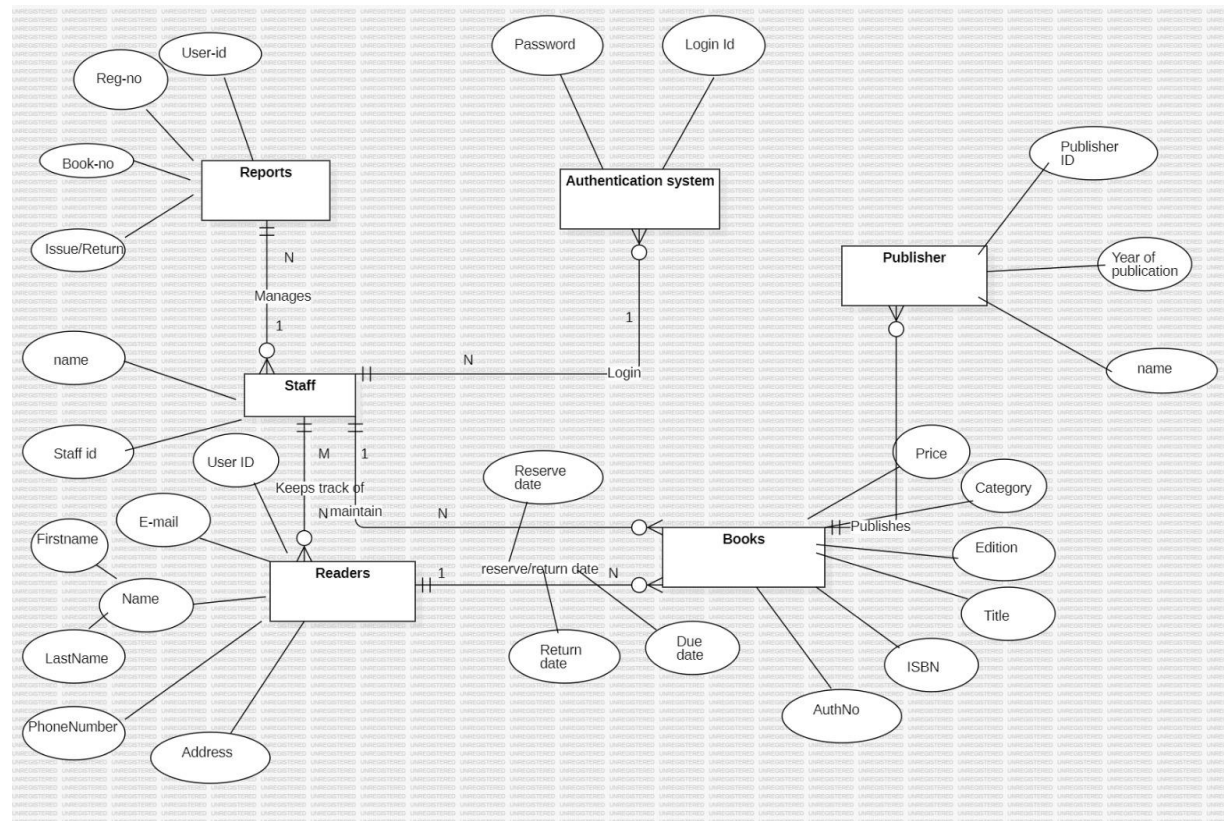 Password
Login Id
User-id
Reg-no
Publisher
ID
Book-no
Reports
Authentication system
Issue/Return
Publisher
Year of
publication
N
Manages
1
1
name
N
Login
name
Staff
Staff id
User ID
M
1
Price
Reserve
date
Keeps track of
Category
N
maintain
N
E-mail
Publishes
Firstname
Books
Edition
Readers
1
reserve/return date
N
Name
Title
LastName
Return
date
Due
date
ISBN
AuthNo
PhoneNumber
Address
UNREGISTERED